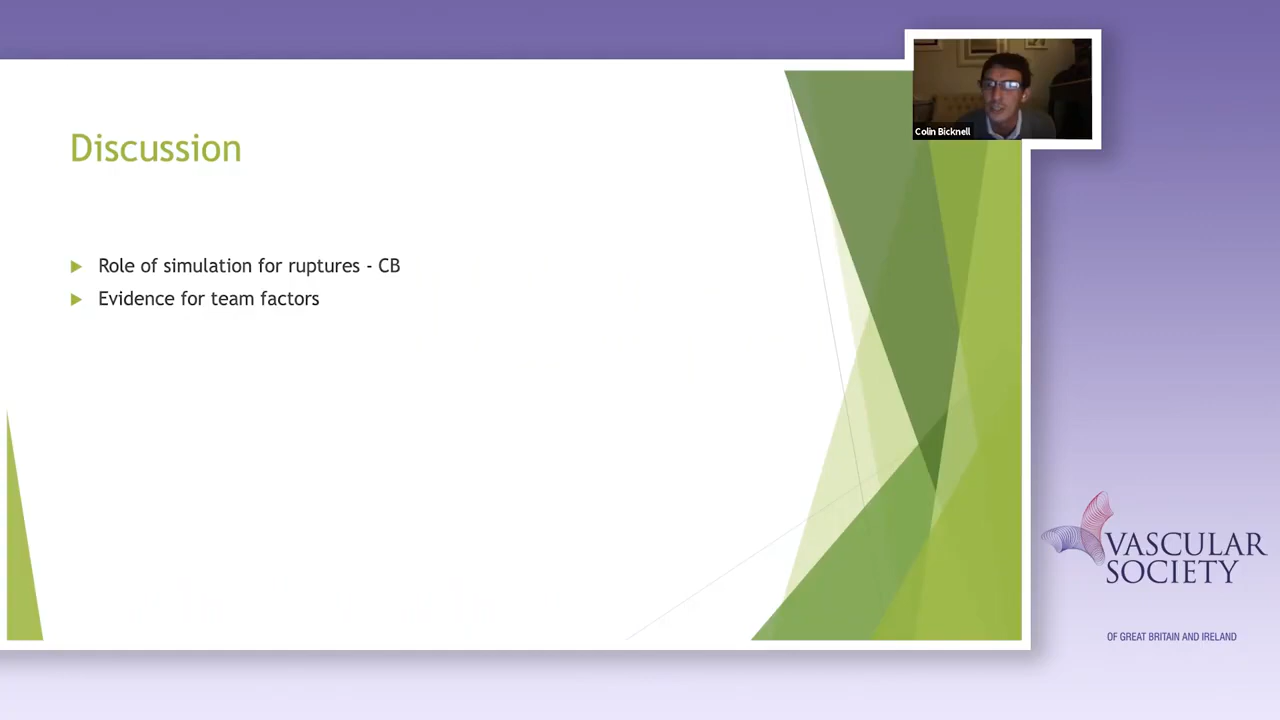 Colin Bicknell
Discussion
Role of simulation for ruptures - CB
Evidence for team factors
VASCULAR
SOCIETY
OF GREAT BRITAIN AND IRELAND